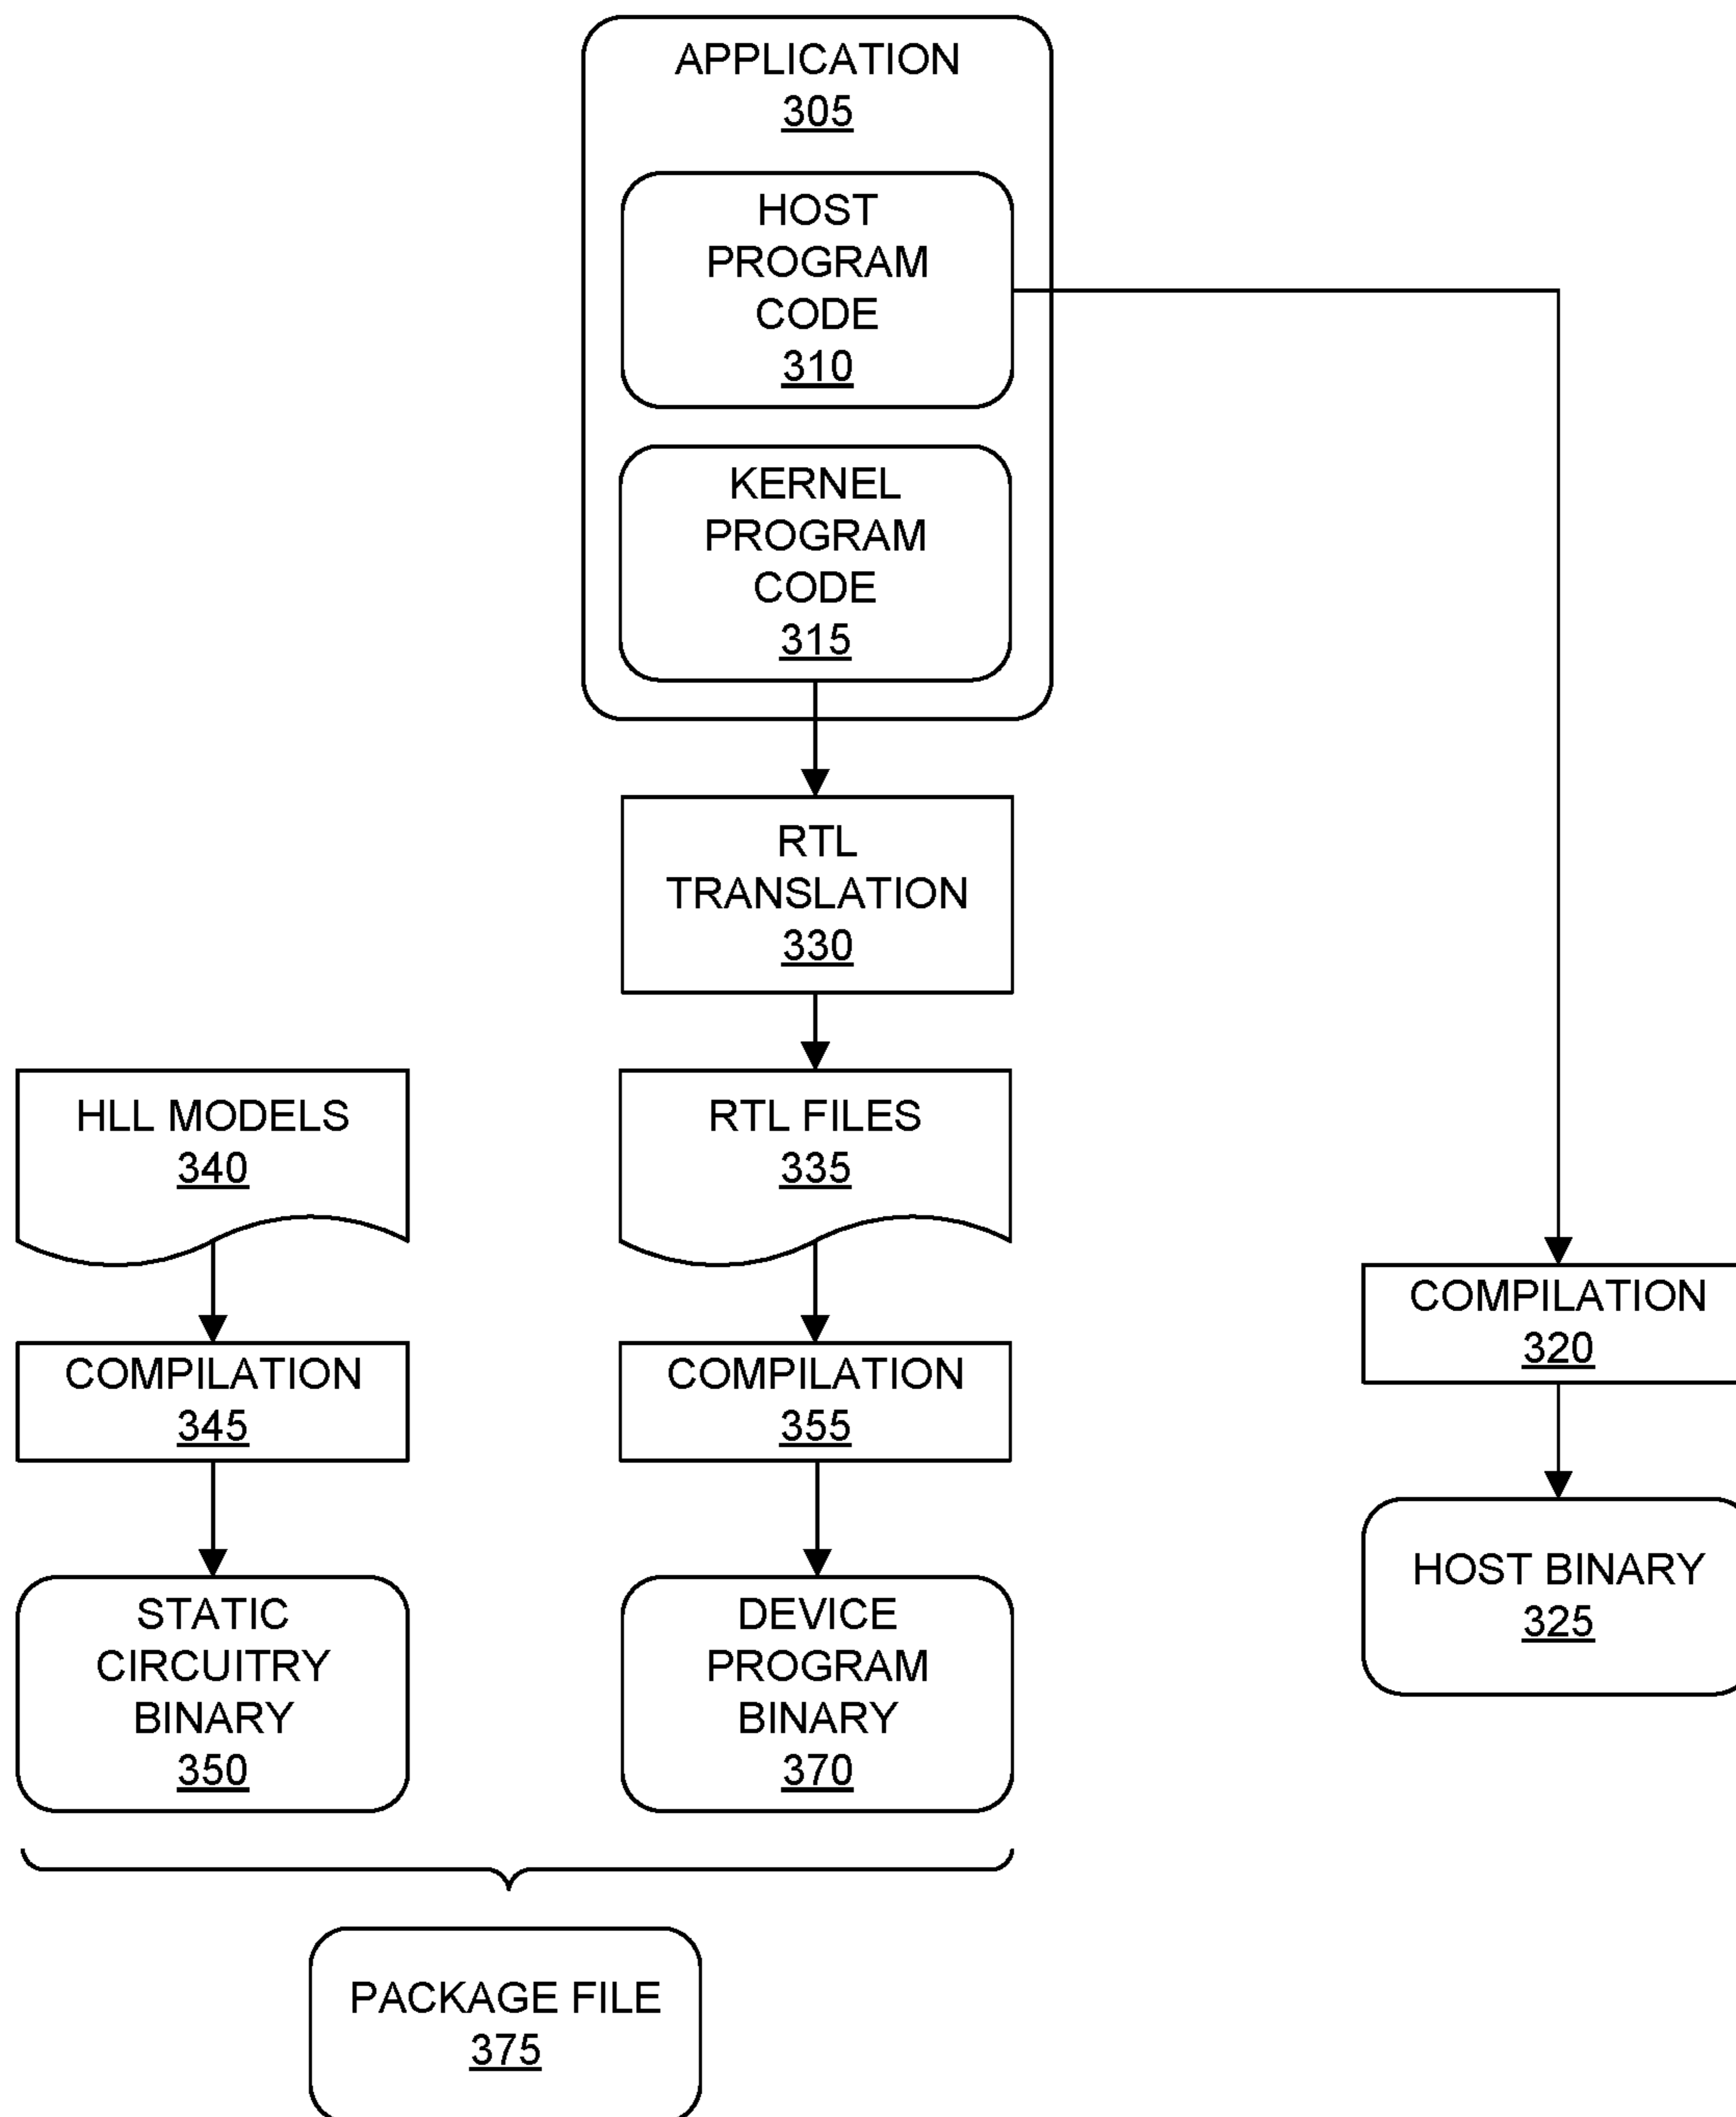 APPLICATION
305
HOST
PROGRAM
CODE
310
KERNEL
PROGRAM
CODE
315
RTL
TRANSLATION
330
HLL MODELS
340
RTL FILES
335
COMPILATION
320
COMPILATION
345
COMPILATION
355
HOST BINARY
325
STATIC
CIRCUITRY
BINARY
350
DEVICE
PROGRAM
BINARY
370
PACKAGE FILE
375